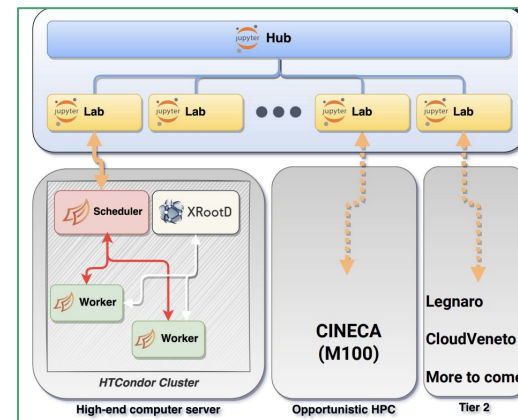 jupyter Hub
jupyter Lab
jupyter Lab
jupyter Lab
jupyter Lab
Scheduler
XRootD
Worker
Worker
HTCondor Cluster
High-end computer server
CINECA
(M100)
Opportunistic HPC
Legnaro
CloudVeneto
More to come
Tier 2